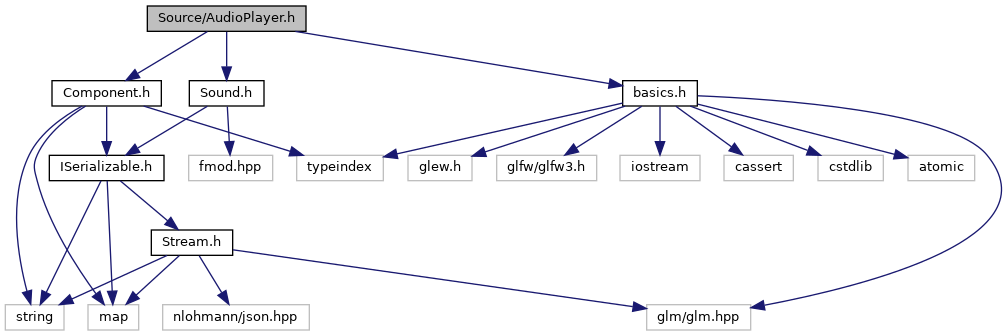 Source/AudioPlayer.h
Component.h
Sound.h
basics.h
ISerializable.h
fmod.hpp
typeindex
glew.h
glfw/glfw3.h
iostream
cassert
cstdlib
atomic
Stream.h
string
map
nlohmann/json.hpp
glm/glm.hpp